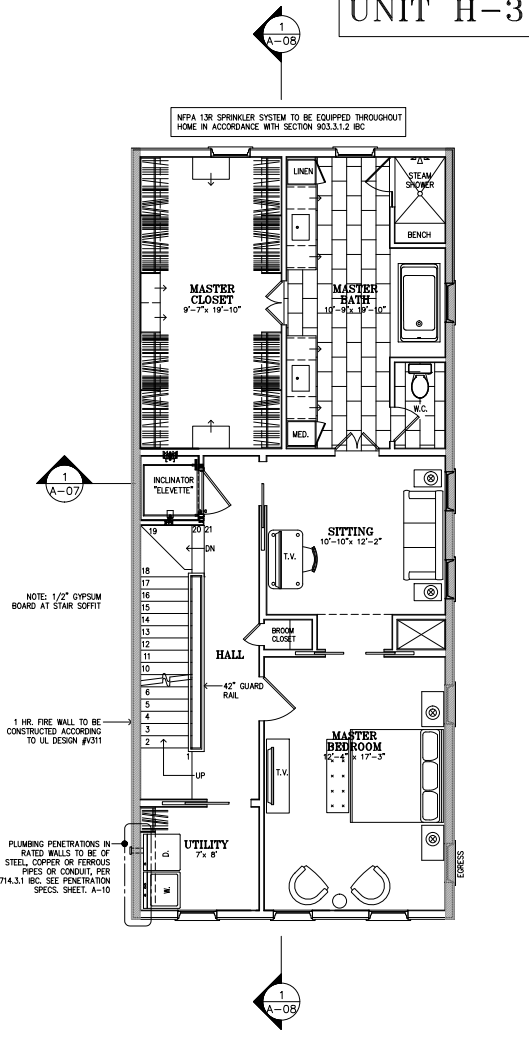 UNIT H-3
1
A-08
NFPA 13R SPRINKLER SYSTEM TO BE EQUIPPED THROUGHOUT
HOME IN ACCORDANCE WITH SECTION 903.3.1.2 IBC
LINEN
STEAM
SHOWER
BENCH
MASTER
CLOSET
9'-7"x 19'-10"
MASTER
BATH
10'-9"x 19'-10"
W.C.
MED.
1
A-07
INCLINATOR
"ELEVETTE"
19
20
21
DN
SITTING
10'-10"x 12'-2"
T.V.
NOTE: 1/2" GYPSUM
BOARD AT STAIR SOFFIT
18
17
16
15
14
13
12
11
10
6
5
4
3
2
1
BROOM
CLOSET
HALL
42" GUARD
RAIL
1 HR. FIRE WALL TO BE
CONSTRUCTED ACCORDING
TO UL DESIGN #V311
MASTER
BEDROOM
12'-4" x 17'-3"
T.V.
UP
UTILITY
7'x 8'
D.
W.
PLUMBING PENETRATIONS IN
RATED WALLS TO BE OF
STEEL, COPPER OR FERROUS
PIPES OR CONDUIT, PER
714.3.1 IBC. SEE PENETRATION
SPECS. SHEET. A-10
EGRESS
1
A-08